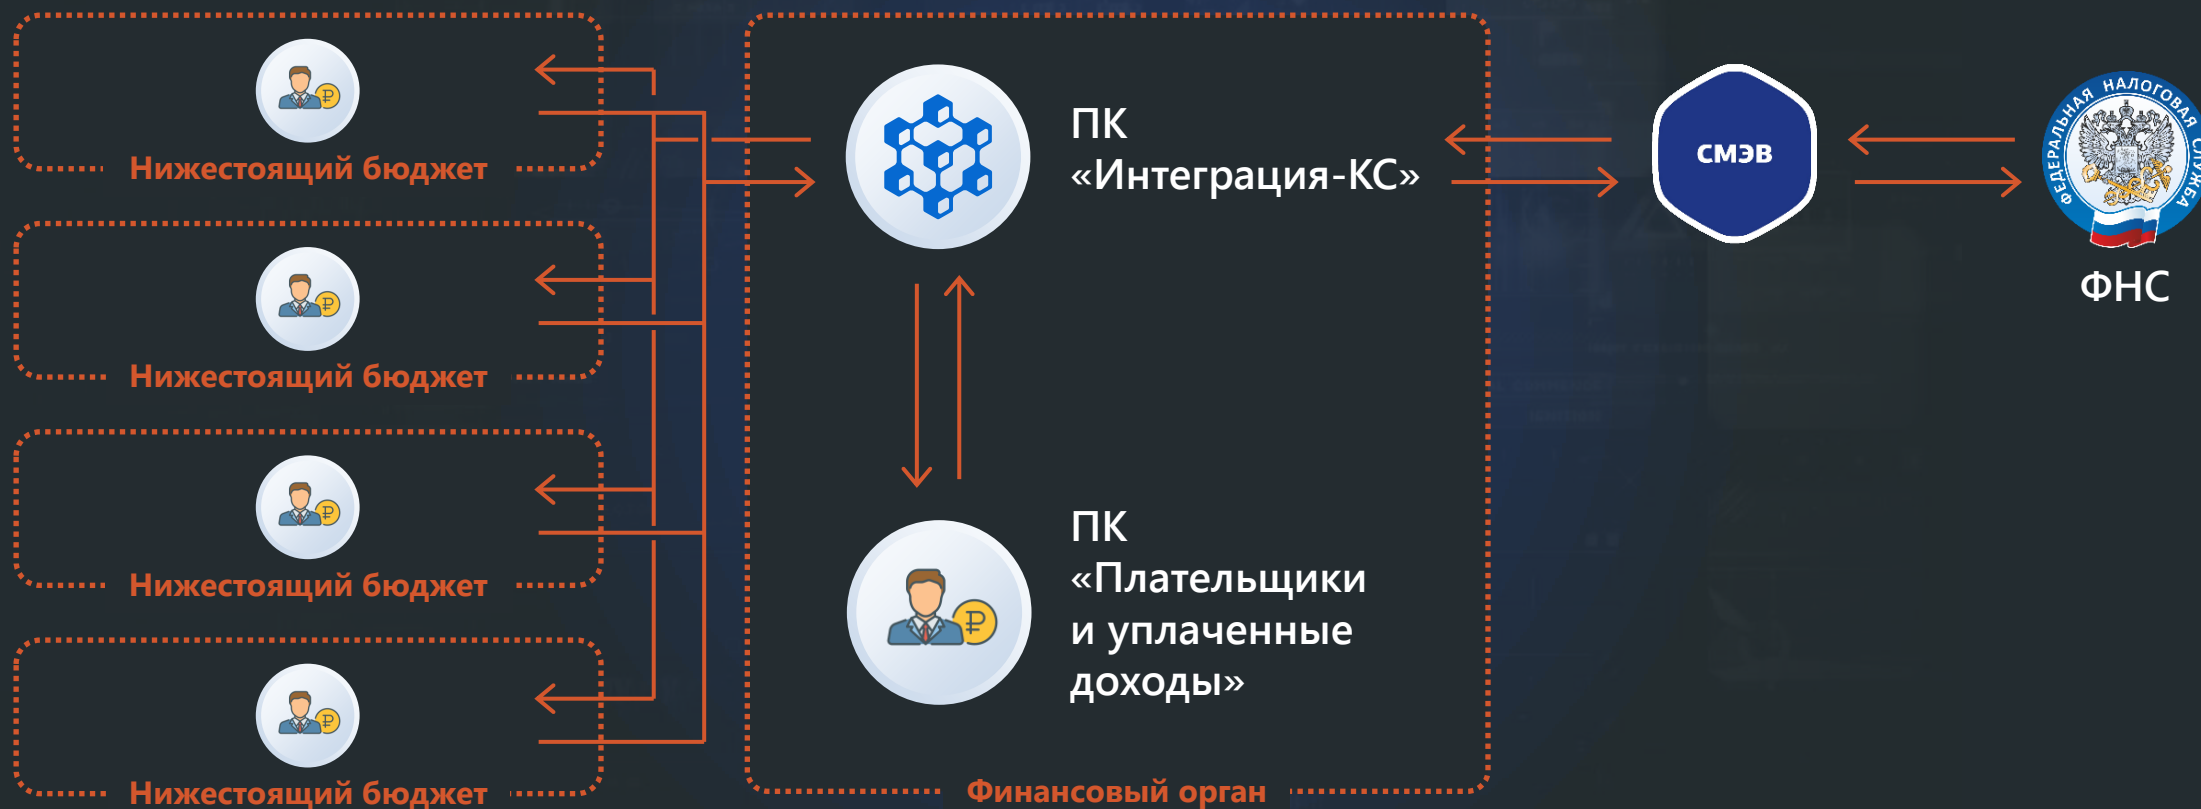 Нижестоящий бюджет
Нижестоящий бюджет
Нижестоящий бюджет
Нижестоящий бюджет
ПК
«Интеграция-КС»
ПК
«Плательщики
и уплаченные
доходы»
Финансовый орган
СМЭВ
ФЕДЕРАЛЬНАЯ НАЛОГОВАЯ СЛУЖБА
ФНС